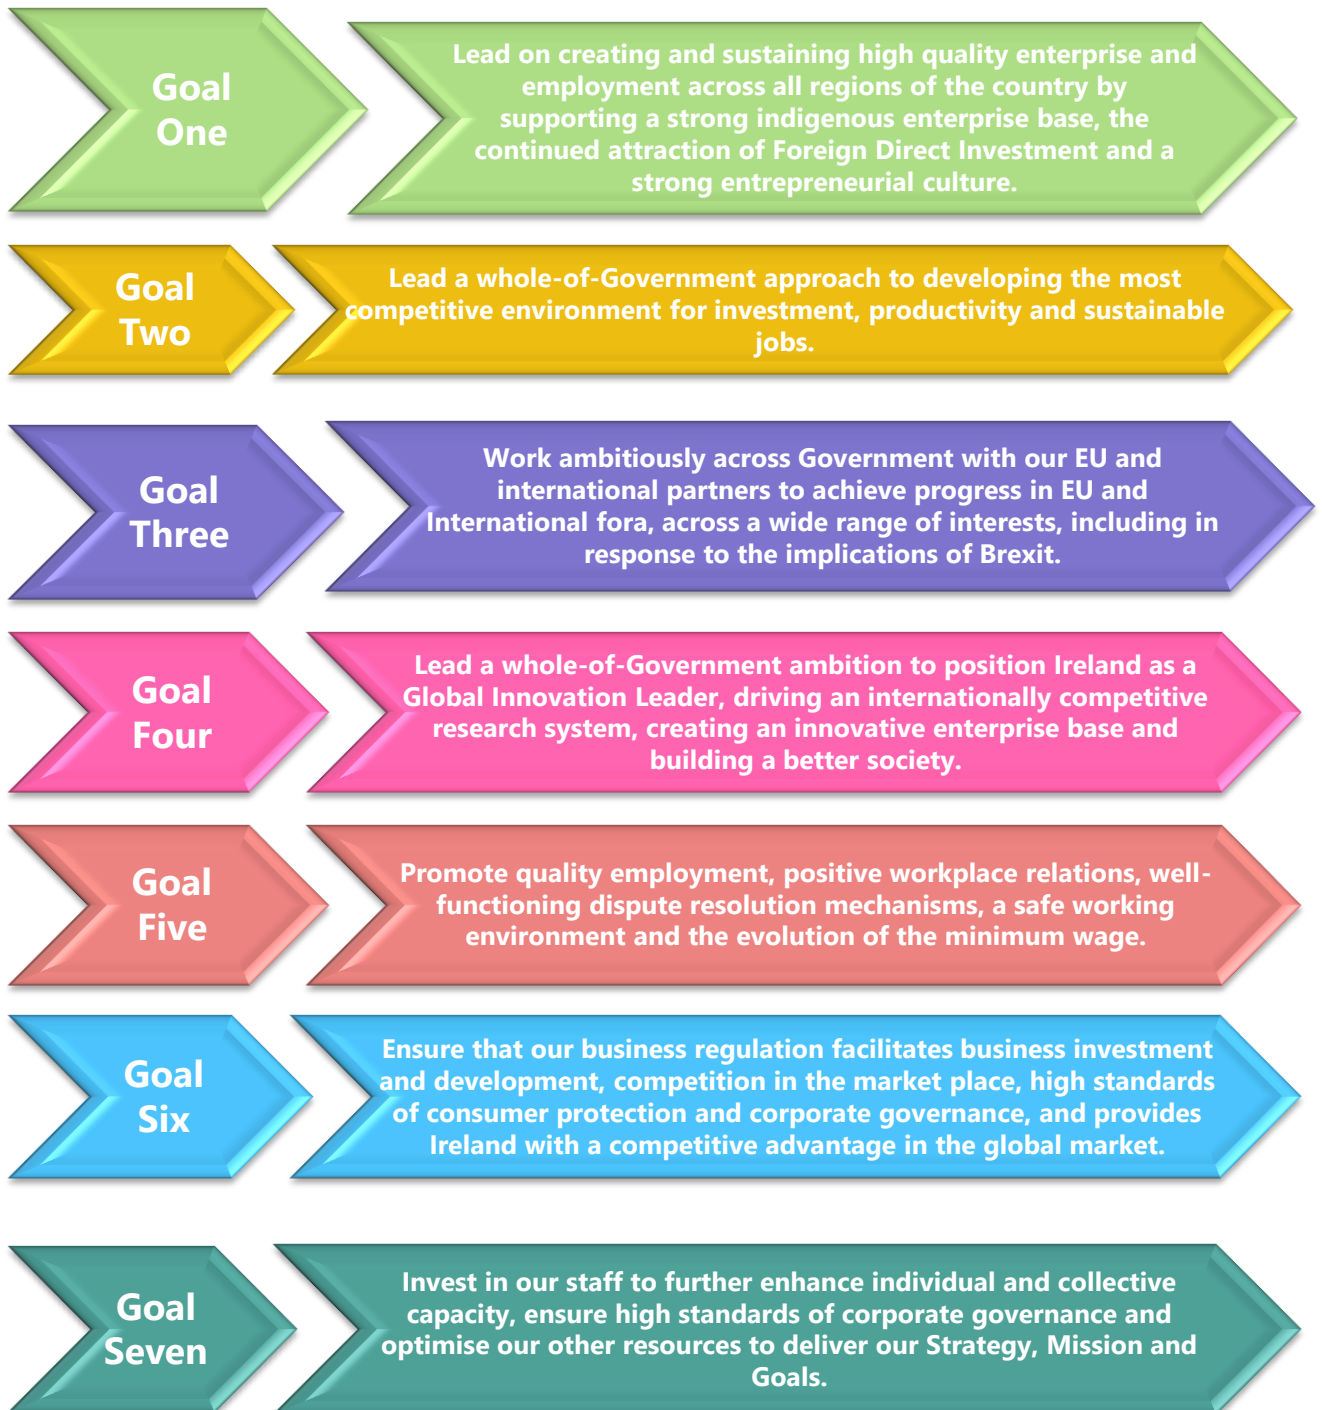 Goal
One
Lead on creating and sustaining high quality enterprise and
employment across all regions of the country by
supporting a strong indigenous enterprise base, the
continued attraction of Foreign Direct Investment and a
strong entrepreneurial culture.
Goal
Two
Lead a whole-of-Government approach to developing the most
competitive environment for investment, productivity and sustainable
jobs.
Goal
Three
Work ambitiously across Government with our EU and
international partners to achieve progress in EU and
International fora, across a wide range of interests, including in
response to the implications of Brexit.
Goal
Four
Lead a whole-of-Government ambition to position Ireland as a
Global Innovation Leader, driving an internationally competitive
research system, creating an innovative enterprise base and
building a better society.
Goal
Five
Promote quality employment, positive workplace relations, well-
functioning dispute resolution mechanisms, a safe working
environment and the evolution of the minimum wage.
Goal
Six
Ensure that our business regulation facilitates business investment
and development, competition in the market place, high standards
of consumer protection and corporate governance, and provides
Ireland with a competitive advantage in the global market.
Goal
Seven
Invest in our staff to further enhance individual and collective
capacity, ensure high standards of corporate governance and
optimise our other resources to deliver our Strategy, Mission and
Goals.